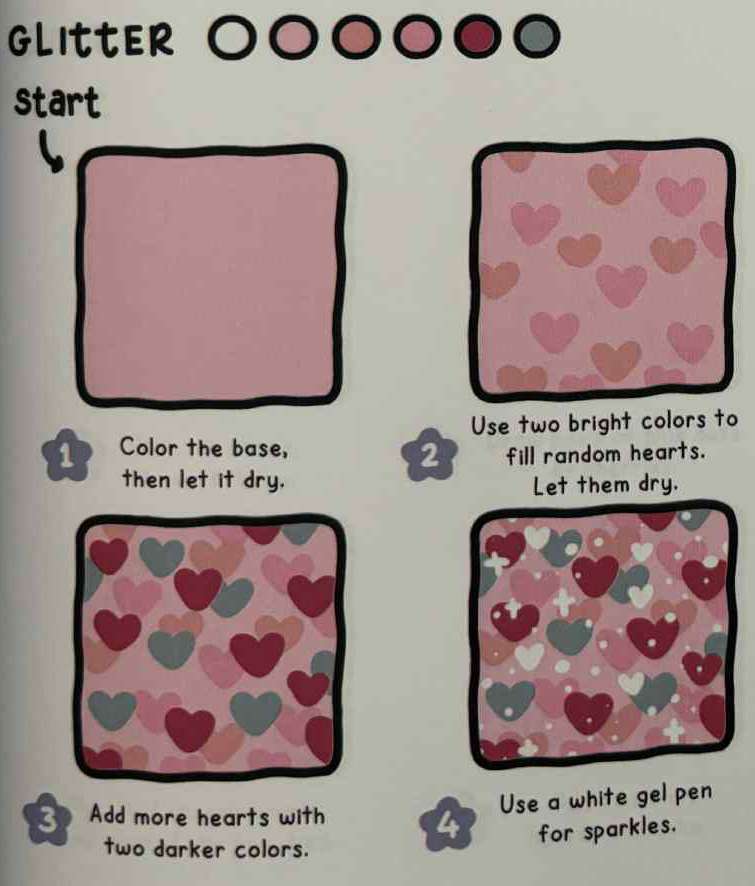 GLITTER
Start
1
Color the base,
then let it dry.
2
Use two bright colors to
fill random hearts.
Let them dry.
3
Add more hearts with
two darker colors.
4
Use a white gel pen
for sparkles.